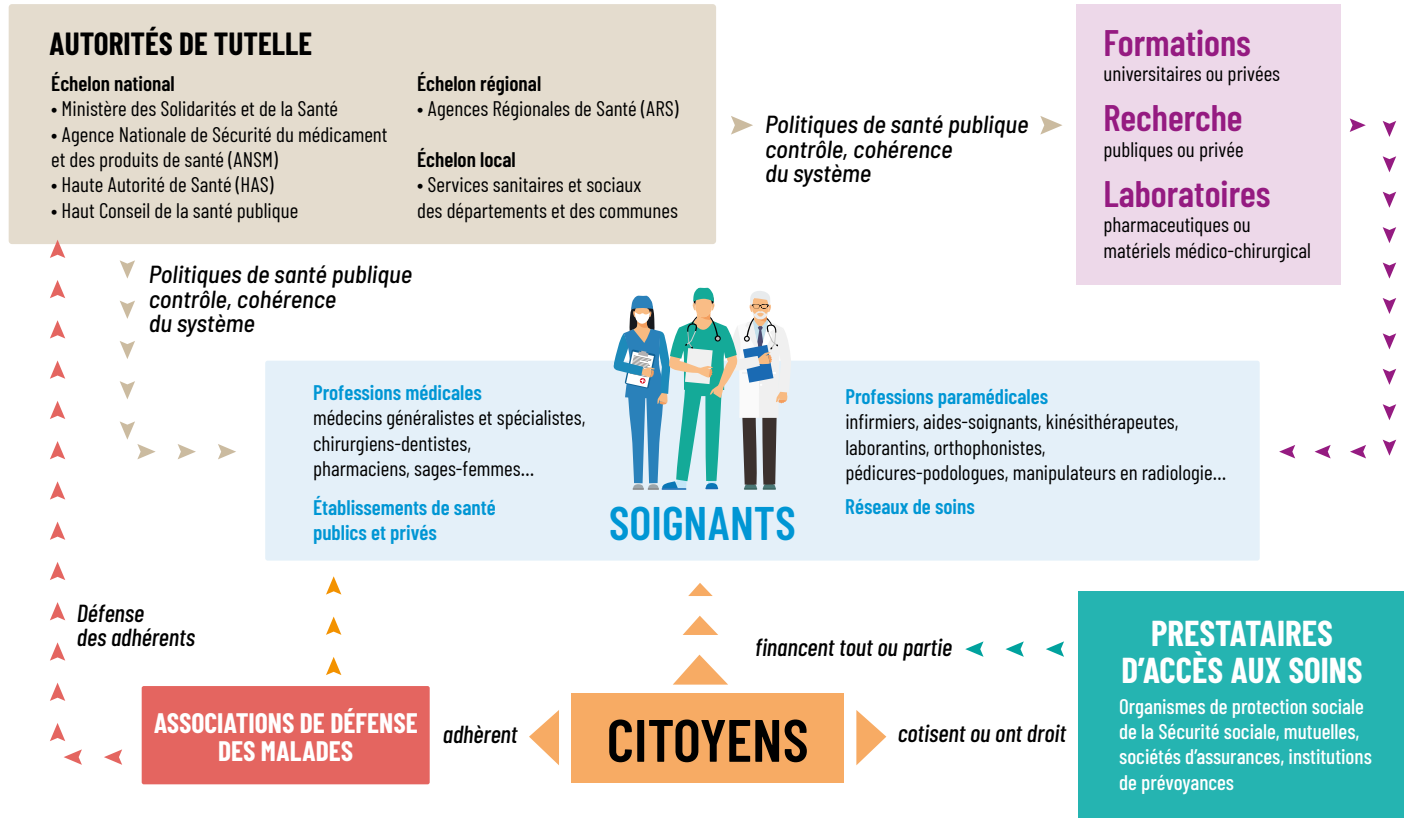 AUTORITÉS DE TUTELLE
Échelon national
• Ministère des Solidarités et de la Santé
• Agence Nationale de Sécurité du médicament
et des produits de santé (ANSM)
• Haute Autorité de Santé (HAS)
• Haut Conseil de la santé publique
Échelon régional
• Agences Régionales de Santé (ARS)
Échelon local
• Services sanitaires et sociaux
des départements et des communes
Politiques de santé publique
contrôle, cohérence
du système
Formations
universitaires ou privées
Recherche
publiques ou privée
Laboratoires
pharmaceutiques ou
matériels médico-chirurgical
Politiques de santé publique
contrôle, cohérence
du système
Professions médicales
médecins généralistes et spécialistes,
chirurgiens-dentistes,
pharmaciens, sages-femmes...
Établissements de santé
publics et privés
SOIGNANTS
Professions paramédicales
infirmiers, aides-soignants, kinésithérapeutes,
laborantins, orthophonistes,
pédicures-podologues, manipulateurs en radiologie...
Réseaux de soins
Défense
des adhérents
financent tout ou partie
ASSOCIATIONS DE DÉFENSE
DES MALADES
adhèrent
CITOYENS
cotisent ou ont droit
PRESTATAIRES
D'ACCÈS AUX SOINS
Organismes de protection sociale
de la Sécurité sociale, mutuelles,
sociétés d'assurances, institutions
de prévoyances